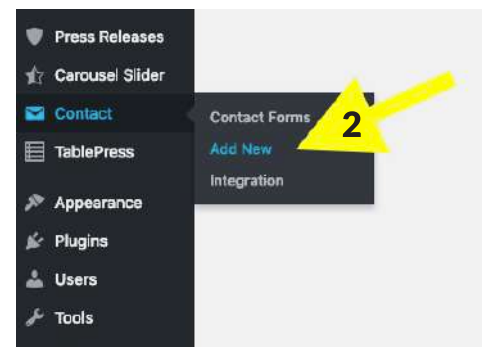 Press Releases
Carousel Slider
Contact
Contact Forms
2
Add New
Integration
TablePress
Appearance
Plugins
Users
Tools